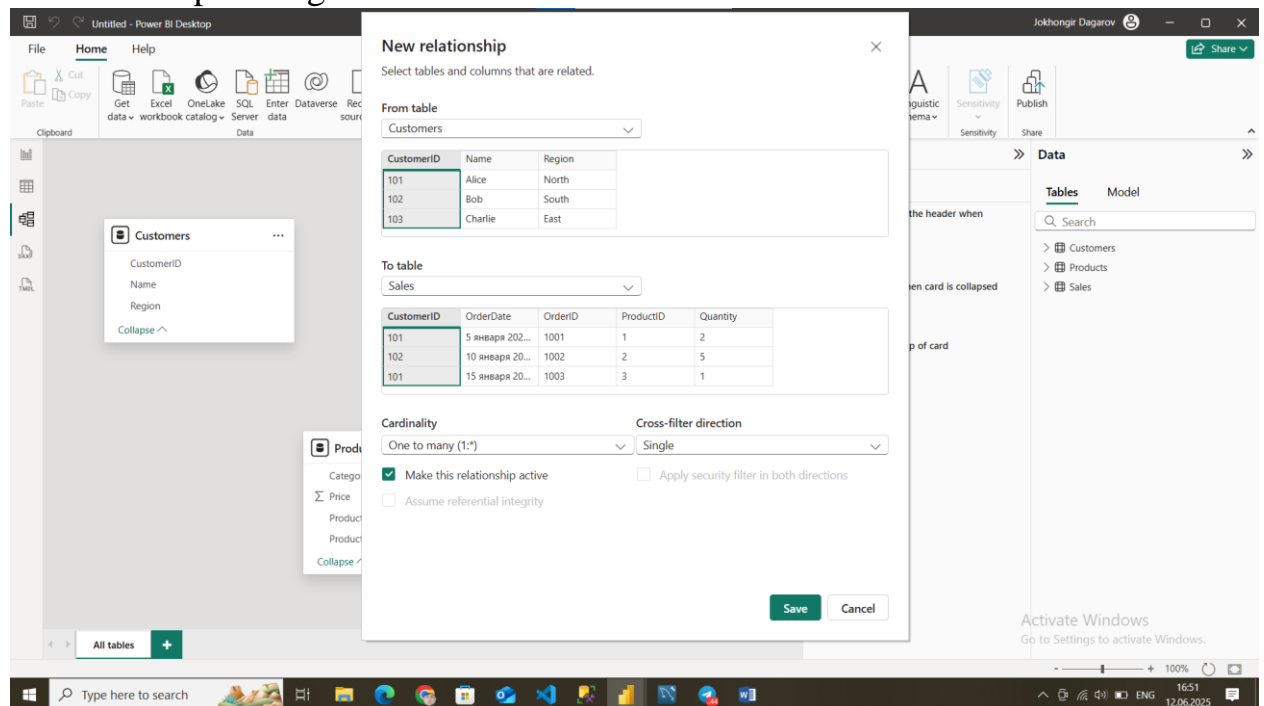 Untitled - Power BI Desktop
Jokhongir Dagarov
File Home Help
Share
Paste
Cut
Copy
Get data
Excel workbook
OneLake catalog
SQL Server
Enter data
Dataverse
Clipboard
Data
Sensitivity
Publish
Sensitivity
Share
New relationship
Select tables and columns that are related.
From table
Customers
CustomerID Name Region
101 Alice North
102 Bob South
103 Charlie East
To table
Sales
CustomerID OrderDate OrderID ProductID Quantity
101 5 января 202... 1001 1 2
102 10 января 20... 1002 2 5
101 15 января 20... 1003 3 1
Cardinality
One to many (1:*)
Cross-filter direction
Single
Make this relationship active
Apply security filter in both directions
Assume referential integrity
Save Cancel
Customers
CustomerID
Name
Region
Collapse
Σ Price
Collapse
the header when
card is collapsed
of card
Data
Tables Model
Search
Customers
Products
Sales
Activate Windows
Go to Settings to activate Windows.
All tables +
- + 100%
Type here to search
ENG
16:51
12.06.2025